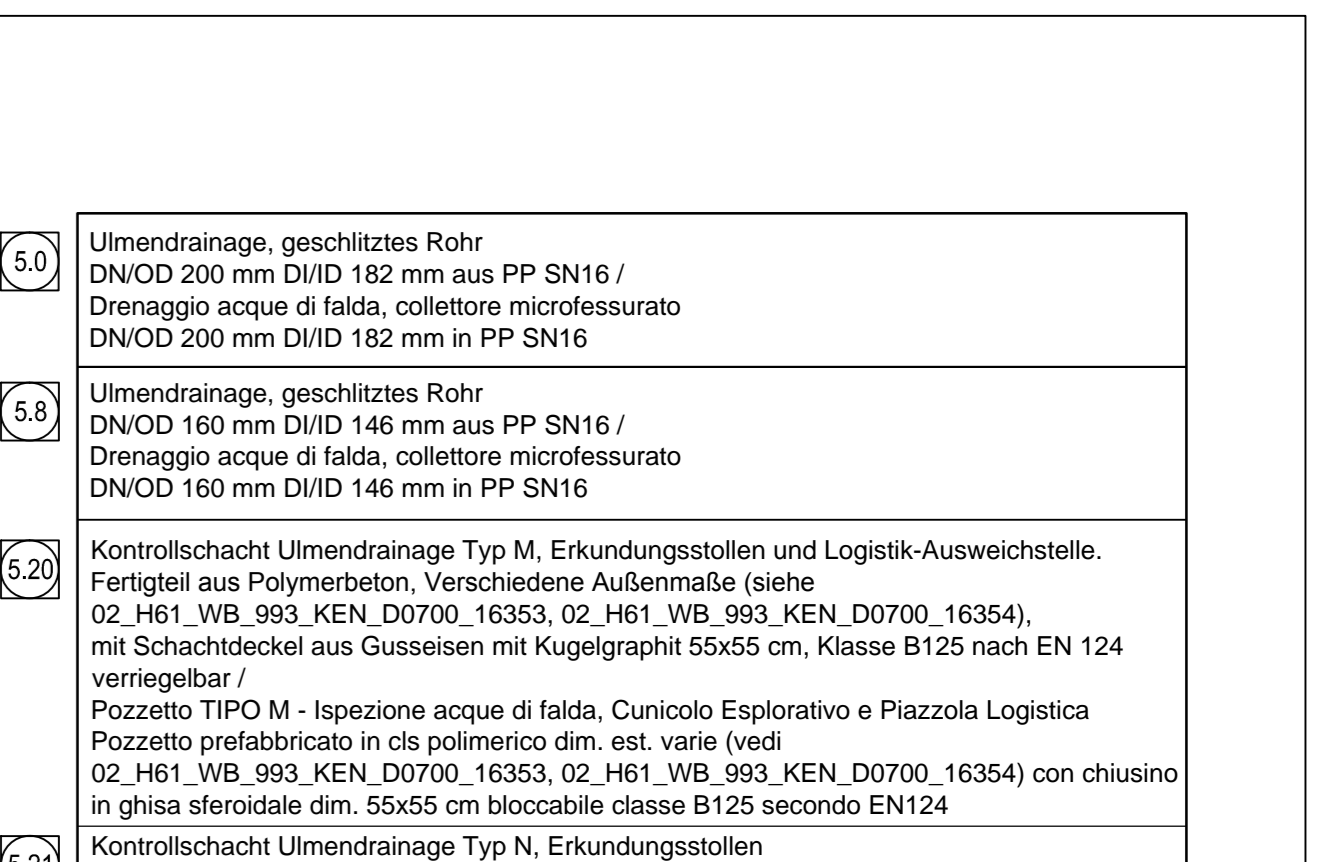 5.0
Ulmendrainage, geschlitztes Rohr
DN/OD 200 mm DI/ID 182 mm aus PP SN16 /
Drenaggio acque di falda, collettore microfessurato
DN/OD 200 mm DI/ID 182 mm in PP SN16
5.8
Ulmendrainage, geschlitztes Rohr
DN/OD 160 mm DI/ID 146 mm aus PP SN16 /
Drenaggio acque di falda, collettore microfessurato
DN/OD 160 mm DI/ID 146 mm in PP SN16
5.20
Kontrollschacht Ulmendrainage Typ M, Erkundungsstollen und Logistik-Ausweichstelle.
Fertigteil aus Polymerbeton, Verschiedene Außenmaße (siehe
02_H61_WB_993_KEN_D0700_16353, 02_H61_WB_993_KEN_D0700_16354),
mit Schachtdeckel aus Gusseisen mit Kugelgraphit 55x55 cm, Klasse B125 nach EN 124
verriegelbar /
Pozzetto TIPO M - Ispezione acque di falda, Cunicolo Esplorativo e Piazzola Logistica
Pozzetto prefabbricato in cls polimerico dim. est. varie (vedi
02_H61_WB_993_KEN_D0700_16353, 02_H61_WB_993_KEN_D0700_16354) con chiusino
in ghisa sferoidale dim. 55x55 cm bloccabile classe B125 secondo EN124
5.21
Kontrollschacht Ulmendrainage Typ N, Erkundungsstollen